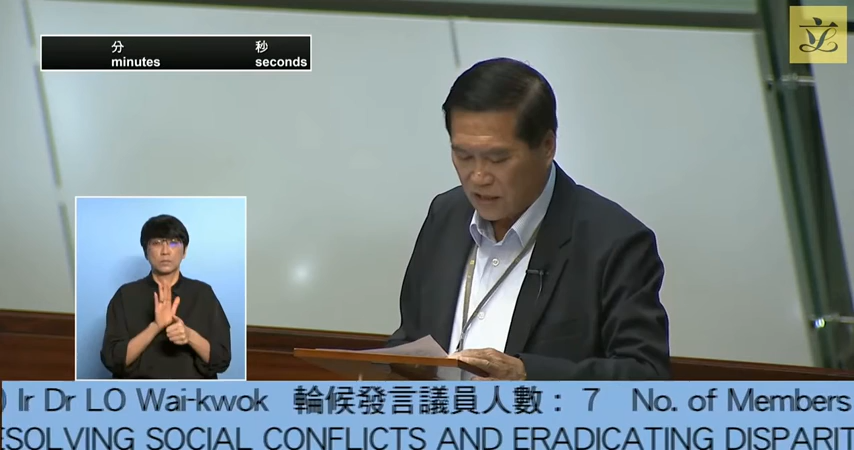 分 秒
minutes seconds
) Ir Dr LO Wai-kwok 輪候發言議員人數： 7 No. of Members
ESOLVING SOCIAL CONFLICTS AND ERADICATING DISPARIT